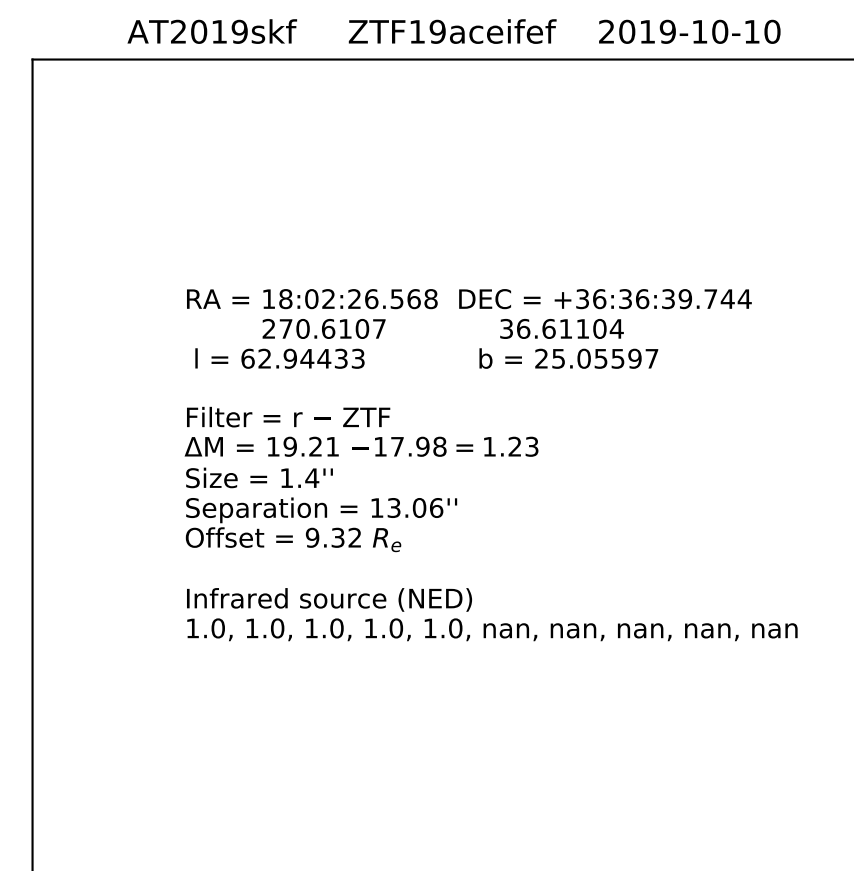 AT2019skf ZTF19aceifef 2019-10-10
RA = 18:02:26.568 DEC = +36:36:39.744
270.6107 36.61104
l = 62.94433 b = 25.05597
Filter = r − ZTF
ΔM = 19.21 −17.98 = 1.23
Size = 1.4''
Separation = 13.06''
Offset = 9.32 Rₑ
Infrared source (NED)
1.0, 1.0, 1.0, 1.0, 1.0, nan, nan, nan, nan, nan